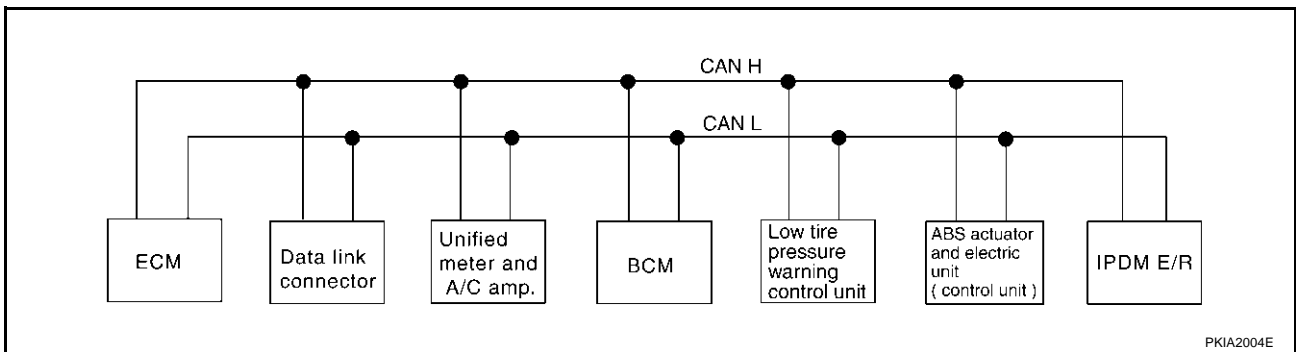 CAN H
CAN L
ECM
Data link
connector
Unified
meter and
A/C amp.
BCM
Low tire
pressure
warning
control unit
ABS actuator
and electric
unit
( control unit )
IPDM E/R
PKIA2004E